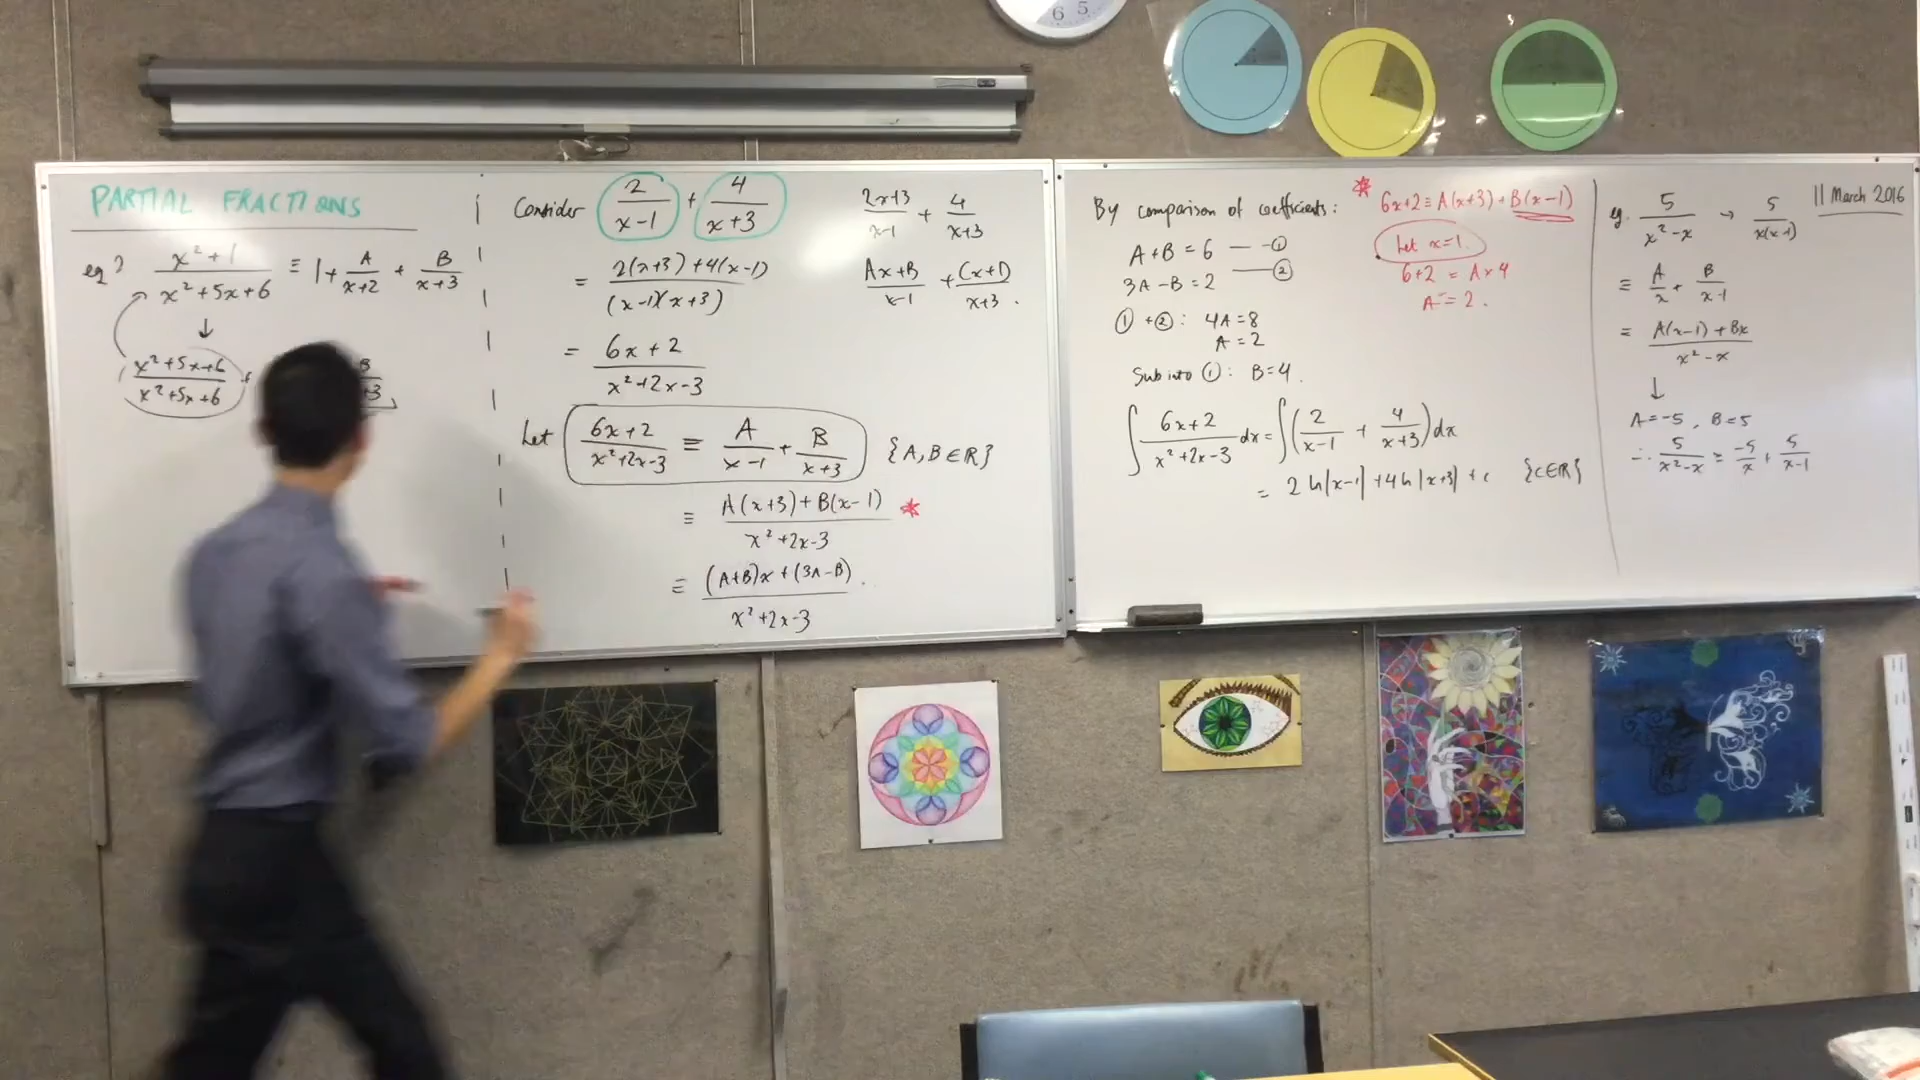 PARTIAL FRACTIONS
eg 2 (x² + 1)/(x² + 5x + 6) ≡ 1 + A/(x+2) + B/(x+3)
↓
(x² + 5x + 6)/(x² + 5x + 6) +
B
Consider 2/(x-1) + 4/(x+3)
= (2(x+3) + 4(x-1))/((x-1)(x+3))
= (6x + 2)/(x² + 2x - 3)
Let (6x + 2)/(x² + 2x - 3) ≡ A/(x-1) + B/(x+3) {A, B ∈ R}
≡ (A(x+3) + B(x-1))/(x² + 2x - 3) *
≡ ((A+B)x + (3A-B))/(x² + 2x - 3).
(2x+3)/(x-1) + 4/(x+3)
(Ax+B)/(x-1) + (Cx+D)/(x+3).
By comparison of coefficients:
A + B = 6 — - ①
3A - B = 2 — ②
① + ②: 4A = 8
A = 2
Sub into ①: B = 4.
∫ (6x + 2)/(x² + 2x - 3) dx = ∫ (2/(x-1) + 4/(x+3)) dx
= 2 ln|x-1| + 4 ln|x+3| + c {c ∈ R}
* 6x+2 ≡ A(x+3) + B(x-1)
Let x=1.
6+2 = A×4
A = 2.
11 March 2016
eg. 5/(x² - x) → 5/(x(x-1))
≡ A/x + B/(x-1)
= (A(x-1) + Bx)/(x² - x)
↓
A = -5, B = 5
∴ 5/(x² - x) = -5/x + 5/(x-1)
6 5